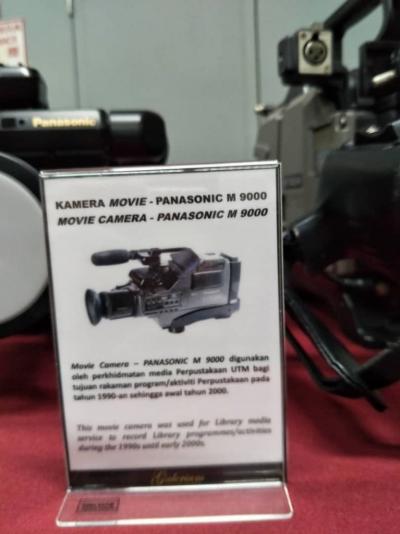 Panasonic
KAMERA MOVIE - PANASONIC M 9000
MOVIE CAMERA - PANASONIC M 9000
Movie Camera – PANASONIC M 9000 digunakan
oleh perkhidmatan media Perpustakaan UTM bagi
tujuan rakaman program/aktiviti Perpustakaan pada
tahun 1990-an sehingga awal tahun 2000.
This movie camera was used for Library media
service to record Library programmes/activities
during the 1990s until early 2000s.